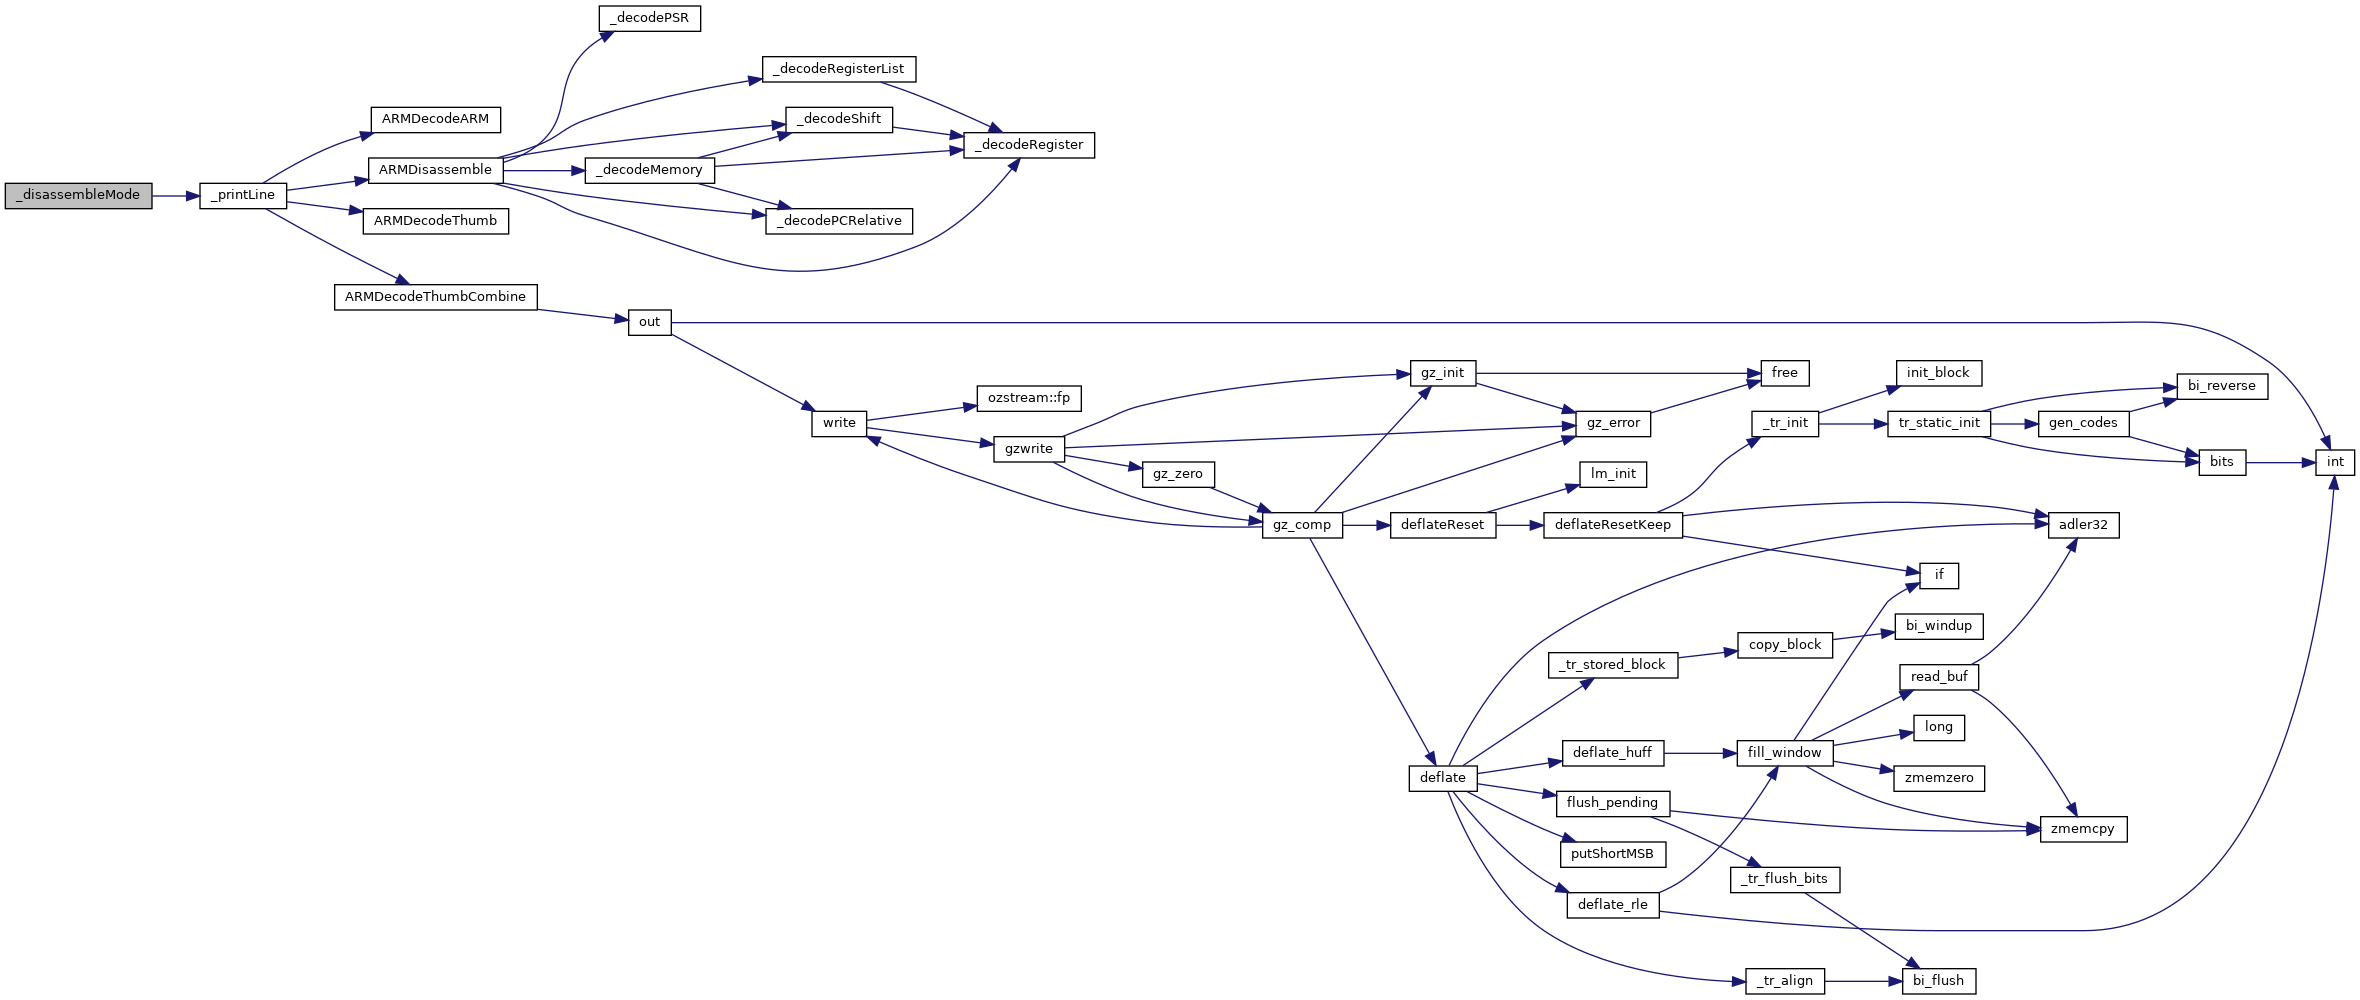 _disassembleMode
_printLine
ARMDecodeARM
ARMDisassemble
ARMDecodeThumb
ARMDecodeThumbCombine
_decodePSR
_decodeRegisterList
_decodeShift
_decodeMemory
_decodeRegister
_decodePCRelative
out
write
ozstream::fp
gzwrite
gz_zero
gz_comp
gz_init
gz_error
free
lm_init
deflateReset
deflateResetKeep
_tr_init
init_block
tr_static_init
gen_codes
bi_reverse
bits
int
adler32
if
deflate
_tr_stored_block
copy_block
bi_windup
deflate_huff
fill_window
read_buf
long
zmemzero
zmemcpy
flush_pending
putShortMSB
_tr_flush_bits
deflate_rle
_tr_align
bi_flush